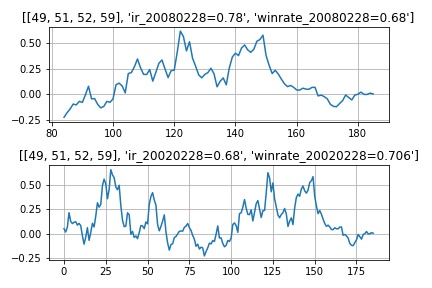 [[49, 51, 52, 59], 'ir_20080228=0.78', 'winrate_20080228=0.68']
0.50
0.25
0.00
−0.25
80 100 120 140 160 180
[[49, 51, 52, 59], 'ir_20020228=0.68', 'winrate_20020228=0.706']
0.50
0.25
0.00
−0.25
0 25 50 75 100 125 150 175